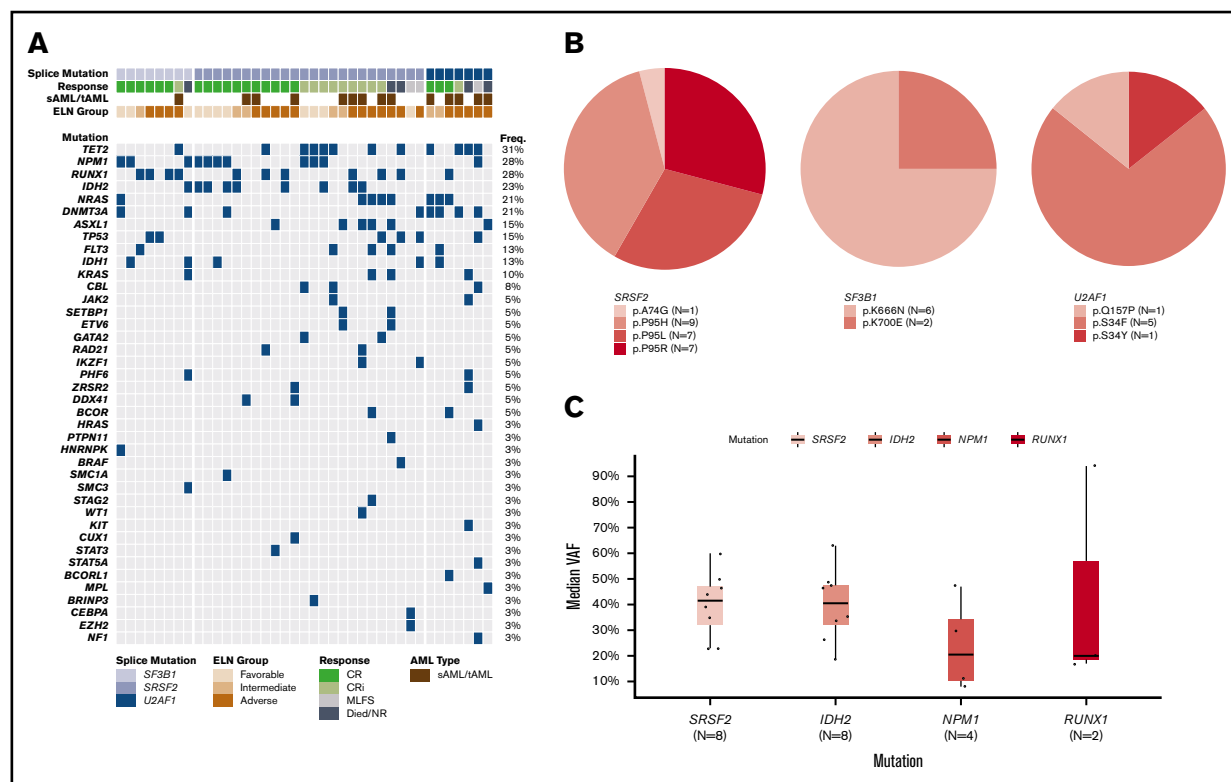 A
Splice Mutation
Response
sAML/tAML
ELN Group
Mutation Freq.
TET2 31%
NPM1 28%
RUNX1 28%
IDH2 23%
NRAS 21%
DNMT3A 21%
ASXL1 15%
TP53 15%
FLT3 13%
IDH1 13%
KRAS 10%
CBL 8%
JAK2 5%
SETBP1 5%
ETV6 5%
GATA2 5%
RAD21 5%
IKZF1 5%
PHF6 5%
ZRSR2 5%
DDX41 5%
BCOR 5%
HRAS 3%
PTPN11 3%
HNRNPK 3%
BRAF 3%
SMC1A 3%
SMC3 3%
STAG2 3%
WT1 3%
KIT 3%
CUX1 3%
STAT3 3%
STAT5A 3%
BCORL1 3%
MPL 3%
BRINP3 3%
CEBPA 3%
EZH2 3%
NF1 3%
Splice Mutation
SF3B1
SRSF2
U2AF1
ELN Group
Favorable
Intermediate
Adverse
Response
CR
CRi
MLFS
Died/NR
AML Type
sAML/tAML
B
SRSF2
p.A74G (N=1)
p.P95H (N=9)
p.P95L (N=7)
p.P95R (N=7)
SF3B1
p.K666N (N=6)
p.K700E (N=2)
U2AF1
p.Q157P (N=1)
p.S34F (N=5)
p.S34Y (N=1)
C
Mutation SRSF2 IDH2 NPM1 RUNX1
Median VAF
90%
80%
70%
60%
50%
40%
30%
20%
10%
SRSF2 IDH2 NPM1 RUNX1
(N=8) (N=8) (N=4) (N=2)
Mutation